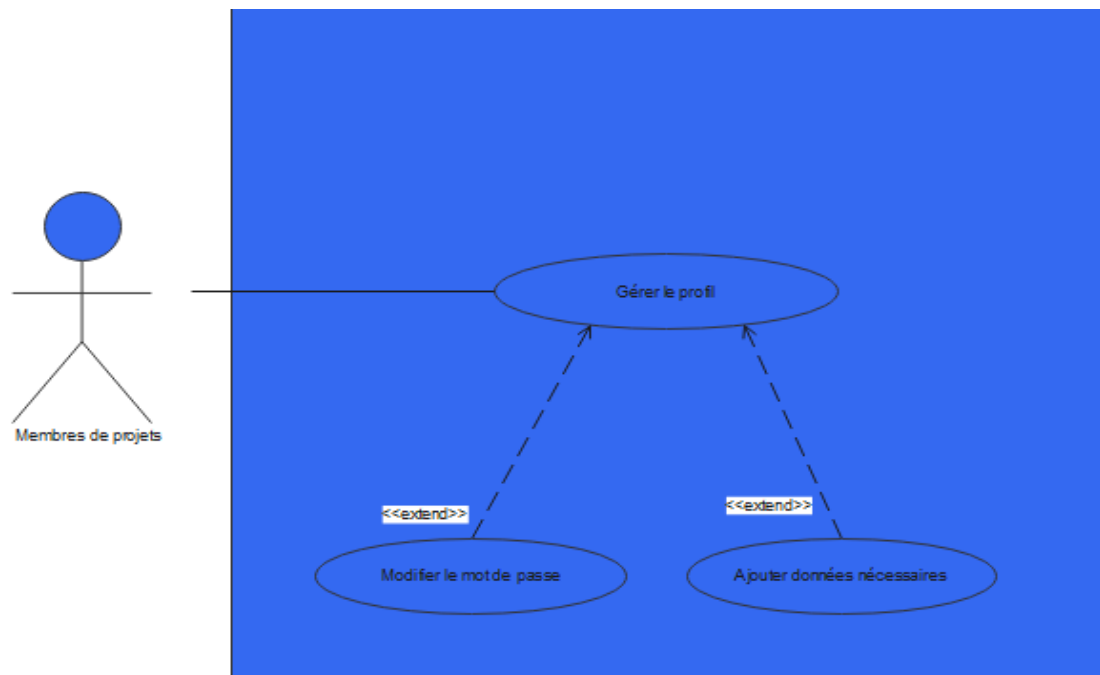 Gérer le profil
Membres de projets
<<extend>>
<<extend>>
Modifier le mot de passe
Ajouter données nécessaires